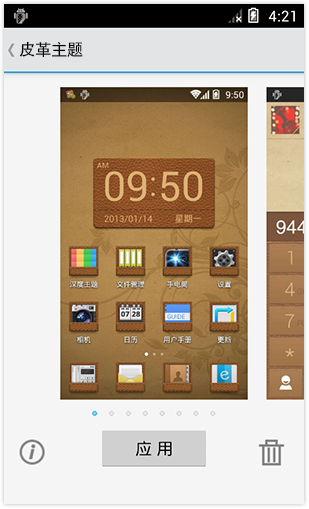 4:21
皮革主题
9:50
AM
09:50
2013/01/14 星期一
深度主题 文件管理 手电筒 设置
07 28
GUIDE
相机 日历 用户手册 更新
944
1
4
7
*
应用